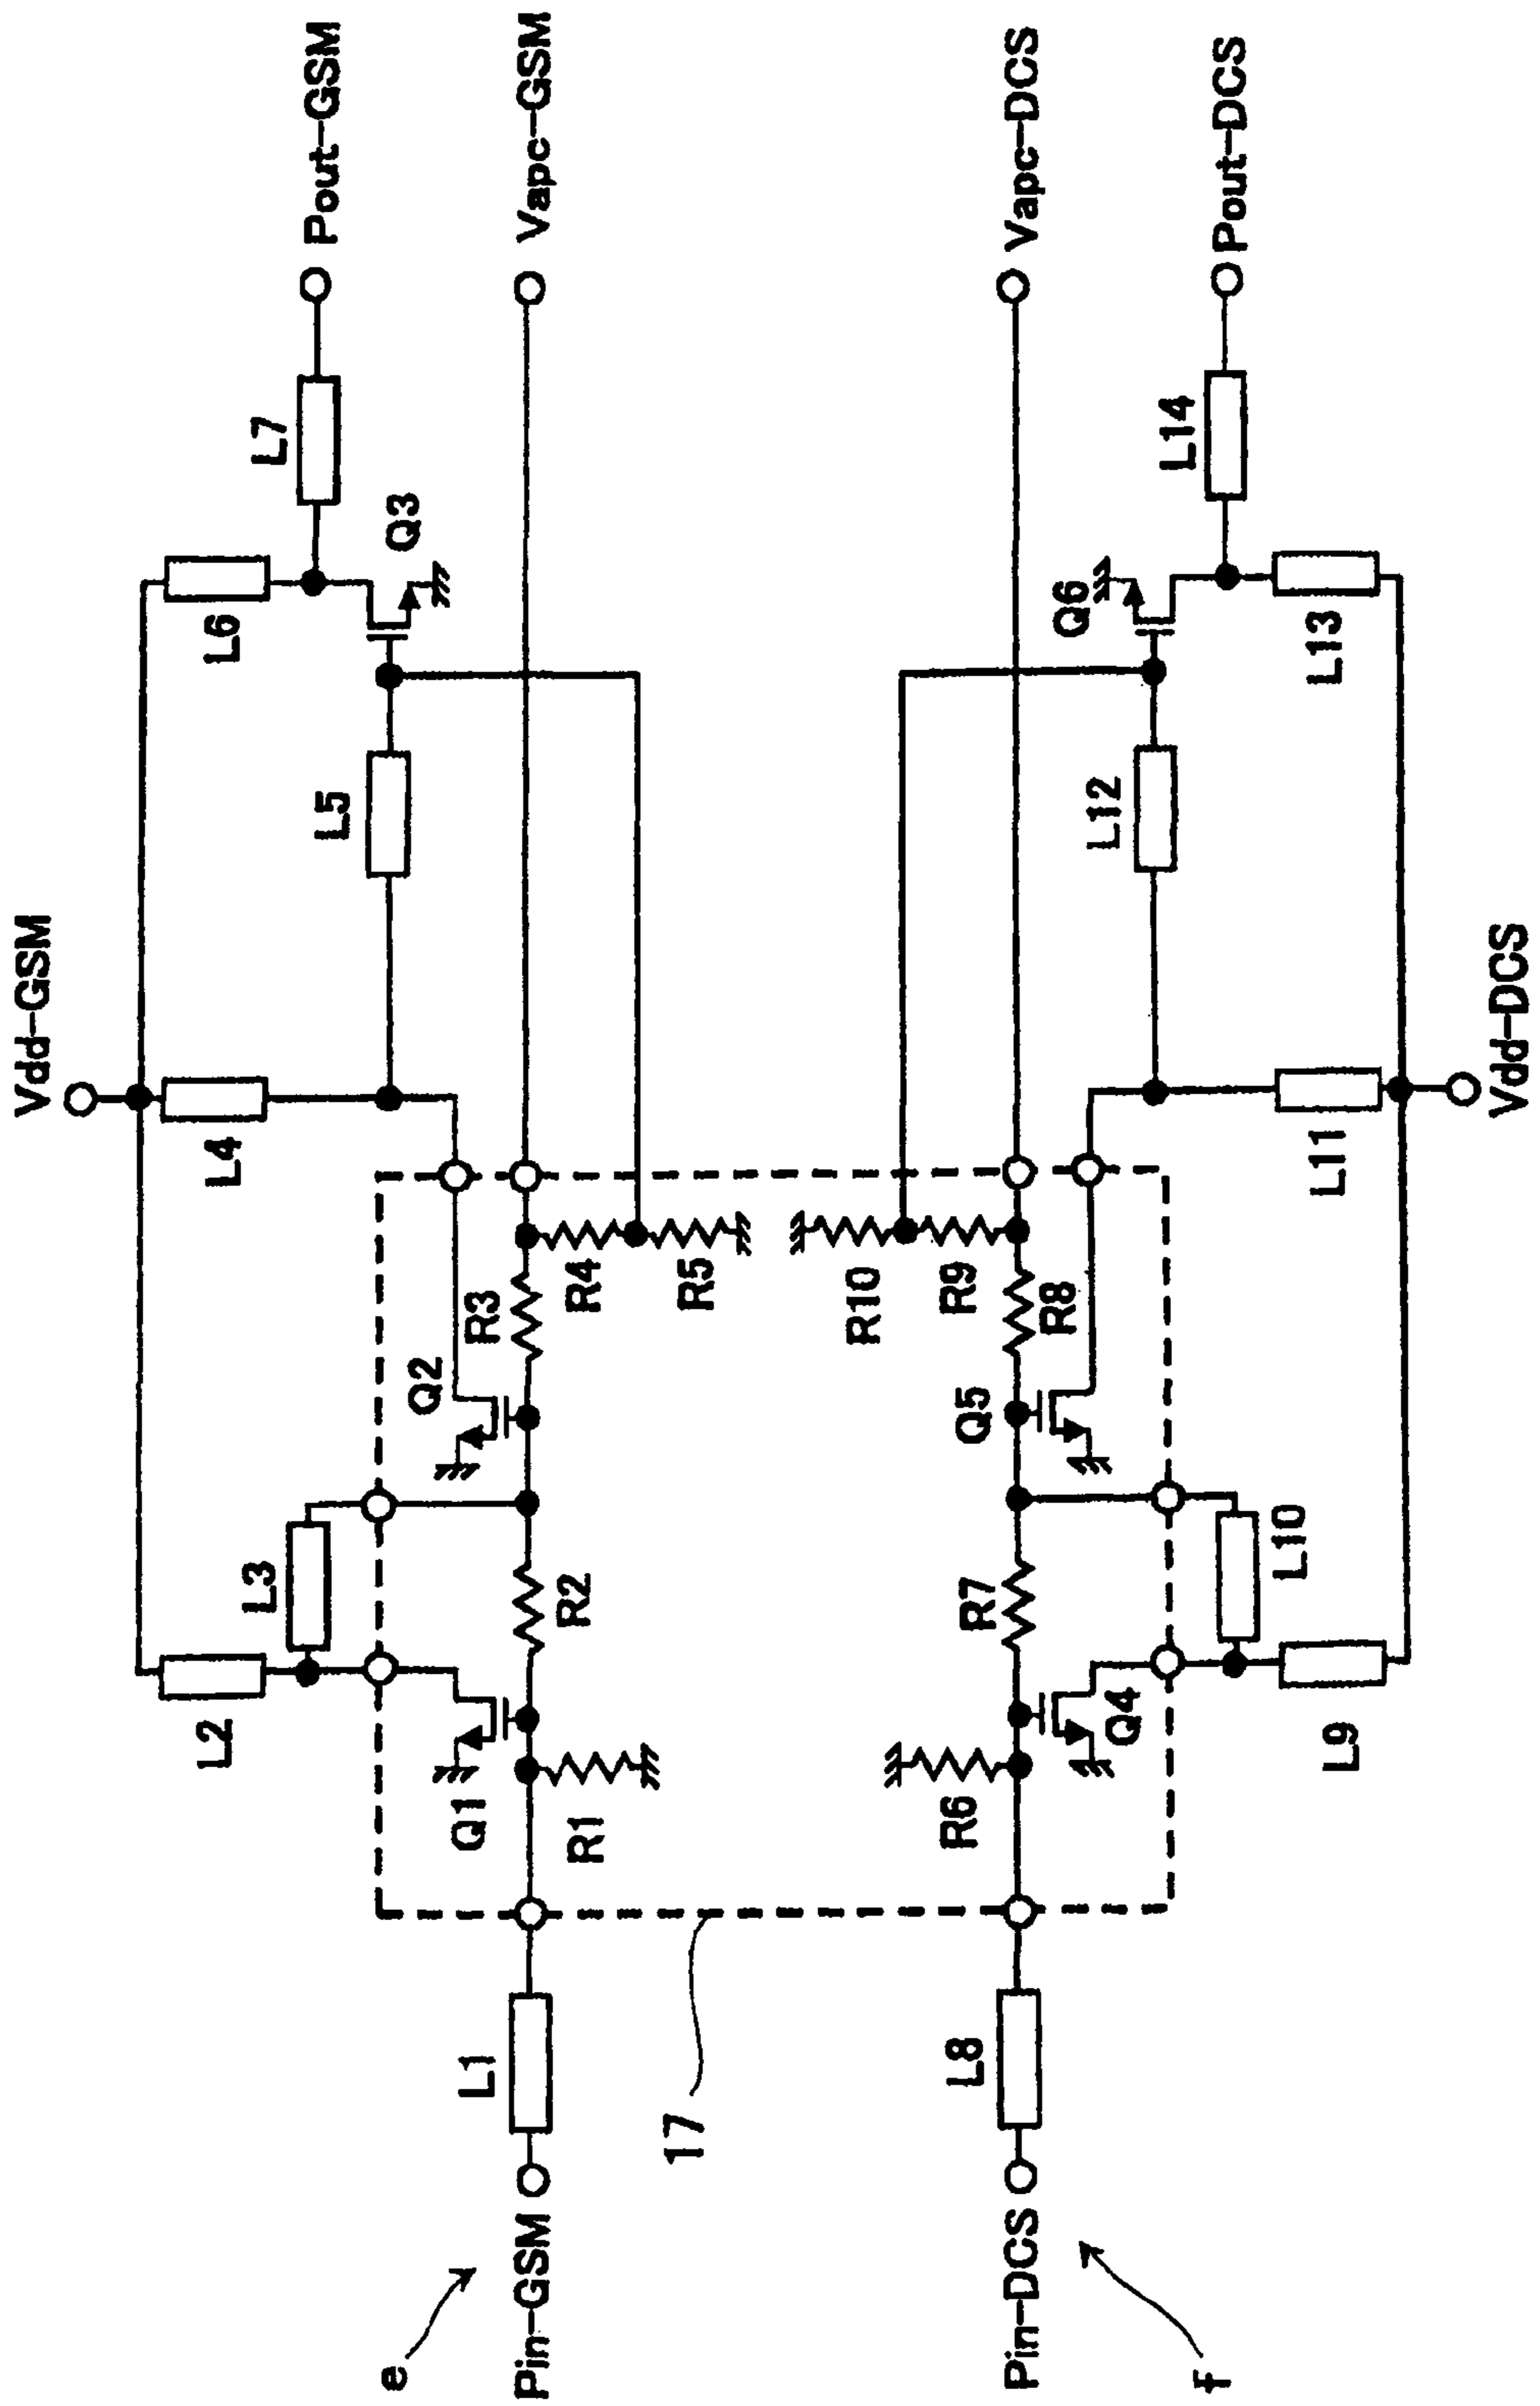 Vdd-GSM
L2
L4
L6
L3
L7
Pout-GSM
L5
Q1
Q2
Q3
R3
Vapc-GSM
e
Pin-GSM
L1
R1
R2
R4
R5
17
R10
R6
R7
R9
Q5
R8
Q6
Vapc-DCS
Pin-DCS
L8
Q4
L12
L14
Pout-DCS
f
L10
L9
L11
L13
Vdd-DCS